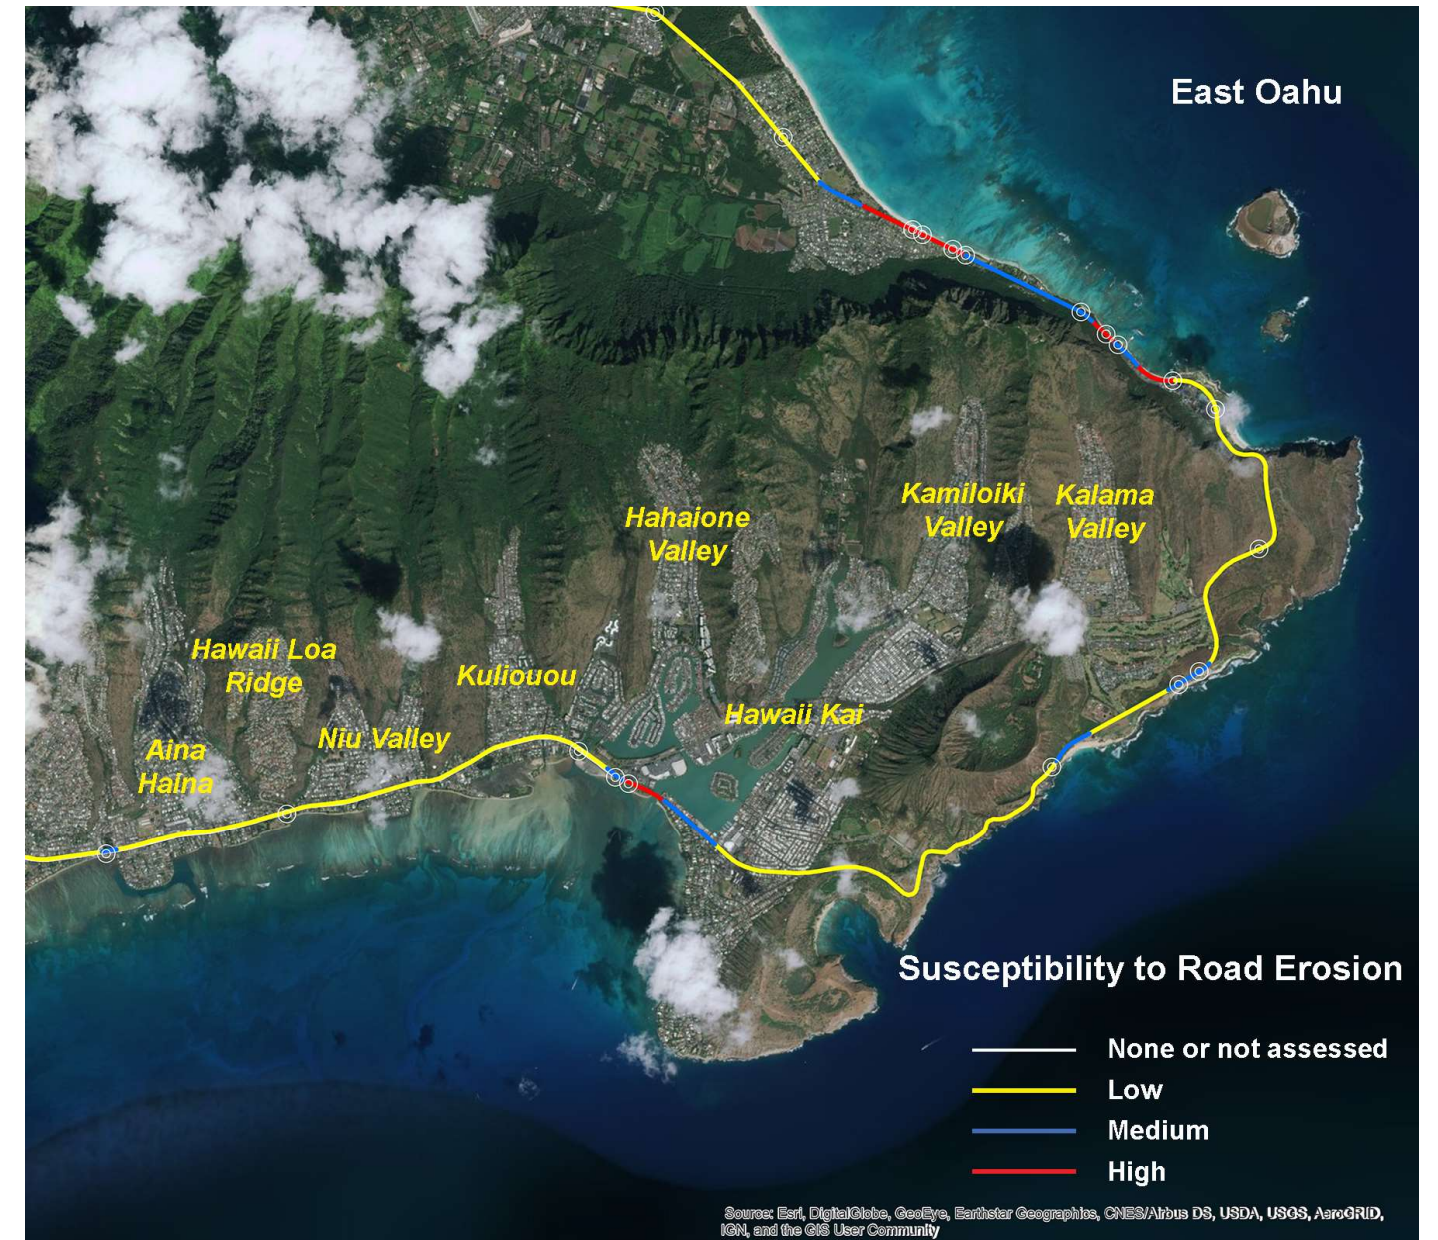 East Oahu
Kamiloiki
Valley
Kalama
Valley
Hahaione
Valley
Hawaii Loa
Ridge
Kuliouou
Hawaii Kai
Niu Valley
Aina
Haina
Susceptibility to Road Erosion
None or not assessed
Low
Medium
High
Source: Esri, DigitalGlobe, GeoEye, Earthstar Geographics, CNES/Airbus DS, USDA, USGS, AeroGRID,
IGN, and the GIS User Community